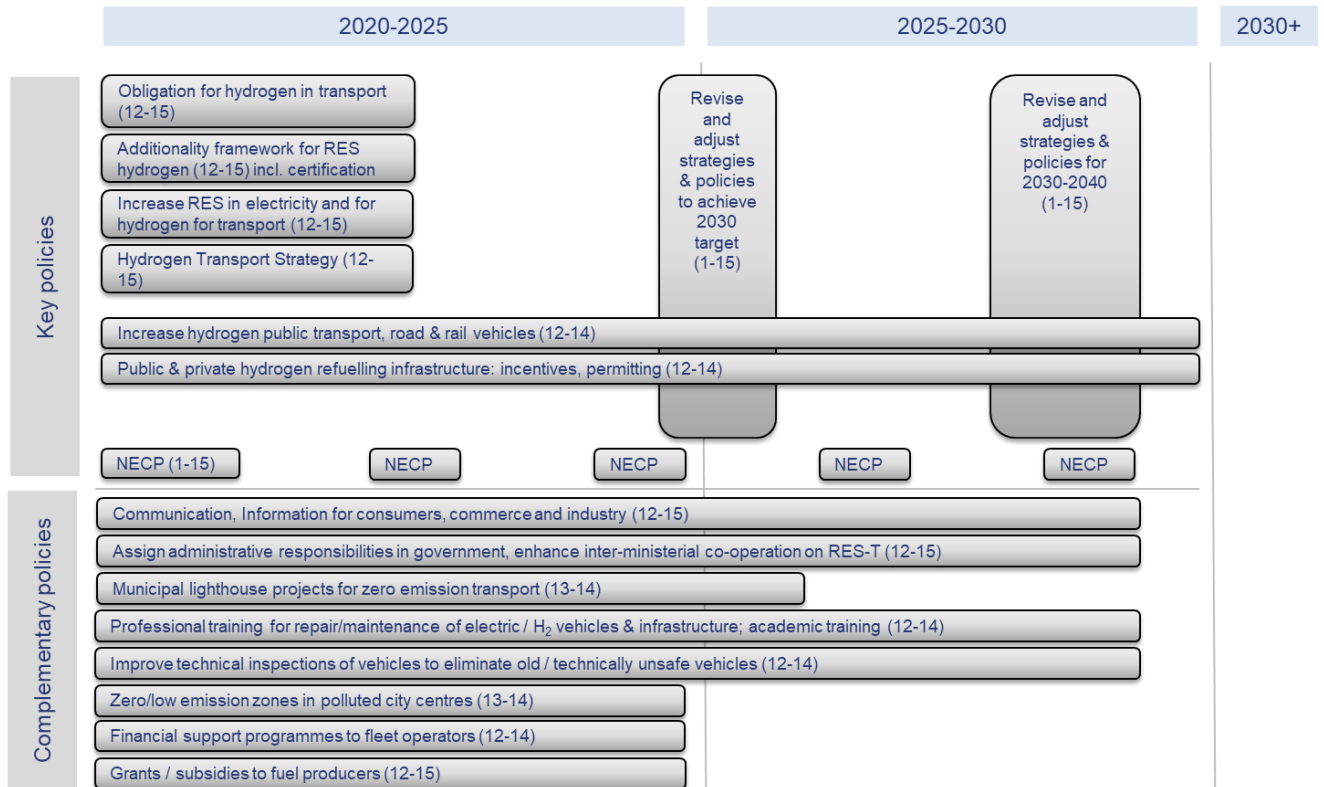 2020-2025
2025-2030
2030+
Key policies
Obligation for hydrogen in transport
(12-15)
Additionality framework for RES
hydrogen (12-15) incl. certification
Increase RES in electricity and for
hydrogen for transport (12-15)
Hydrogen Transport Strategy (12-
15)
Revise
and
adjust
strategies
& policies
to achieve
2030
target
(1-15)
Revise and
adjust
strategies &
policies for
2030-2040
(1-15)
Increase hydrogen public transport, road & rail vehicles (12-14)
Public & private hydrogen refuelling infrastructure: incentives, permitting (12-14)
NECP (1-15)
NECP
NECP
NECP
NECP
Complementary policies
Communication, Information for consumers, commerce and industry (12-15)
Assign administrative responsibilities in government, enhance inter-ministerial co-operation on RES-T (12-15)
Municipal lighthouse projects for zero emission transport (13-14)
Professional training for repair/maintenance of electric / H₂ vehicles & infrastructure; academic training (12-14)
Improve technical inspections of vehicles to eliminate old / technically unsafe vehicles (12-14)
Zero/low emission zones in polluted city centres (13-14)
Financial support programmes to fleet operators (12-14)
Grants / subsidies to fuel producers (12-15)